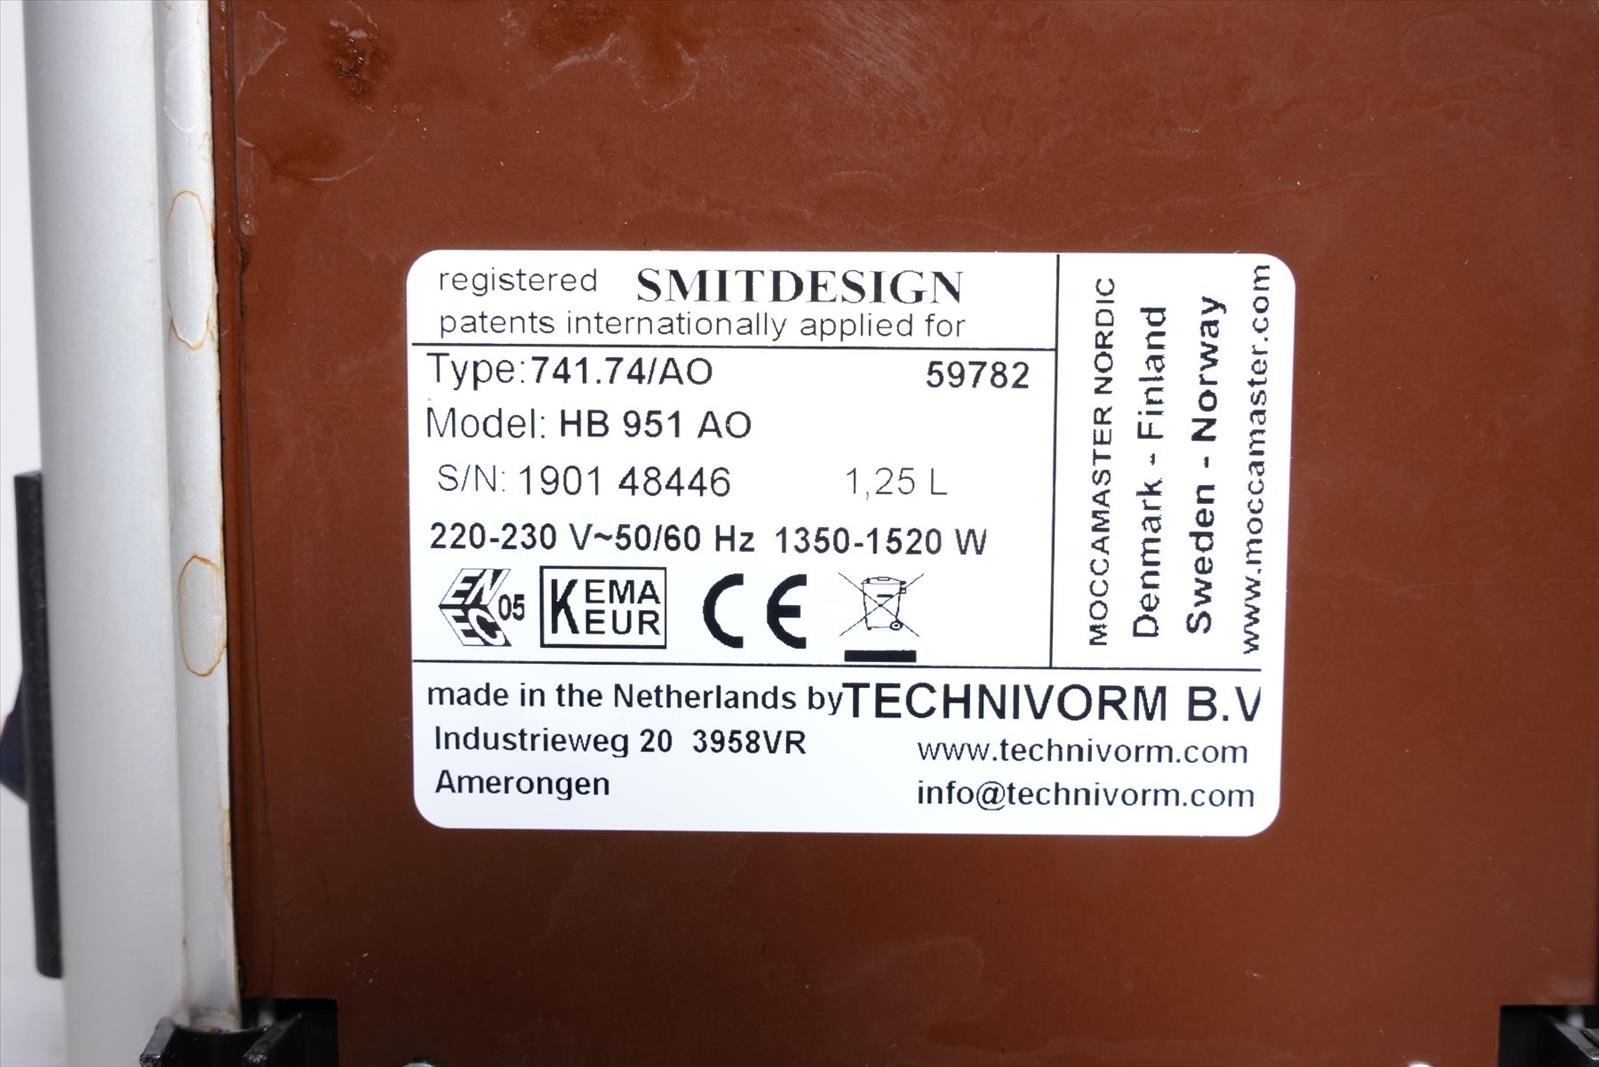 registered SMITDESIGN
patents internationally applied for
Type:741.74/AO 59782
Model: HB 951 AO
S/N: 1901 48446 1,25 L
220-230 V~50/60 Hz 1350-1520 W
EN EC 05 KEMA KEUR CE
MOCCAMASTER NORDIC
Denmark - Finland
Sweden - Norway
www.moccamaster.com
made in the Netherlands by TECHNIVORM B.V
Industrieweg 20 3958VR www.technivorm.com
Amerongen info@technivorm.com